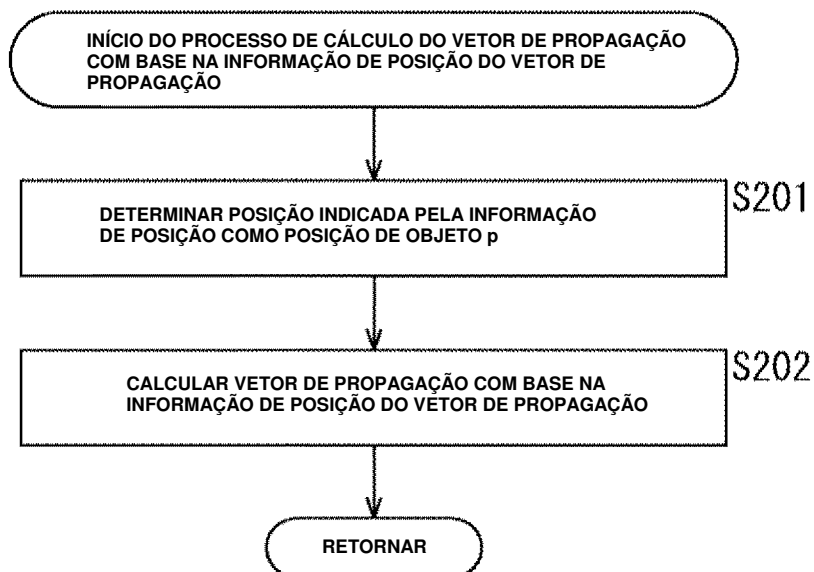 INÍCIO DO PROCESSO DE CÁLCULO DO VETOR DE PROPAGAÇÃO
COM BASE NA INFORMAÇÃO DE POSIÇÃO DO VETOR DE
PROPAGAÇÃO
S201
DETERMINAR POSIÇÃO INDICADA PELA INFORMAÇÃO
DE POSIÇÃO COMO POSIÇÃO DE OBJETO p
S202
CALCULAR VETOR DE PROPAGAÇÃO COM BASE NA
INFORMAÇÃO DE POSIÇÃO DO VETOR DE PROPAGAÇÃO
RETORNAR